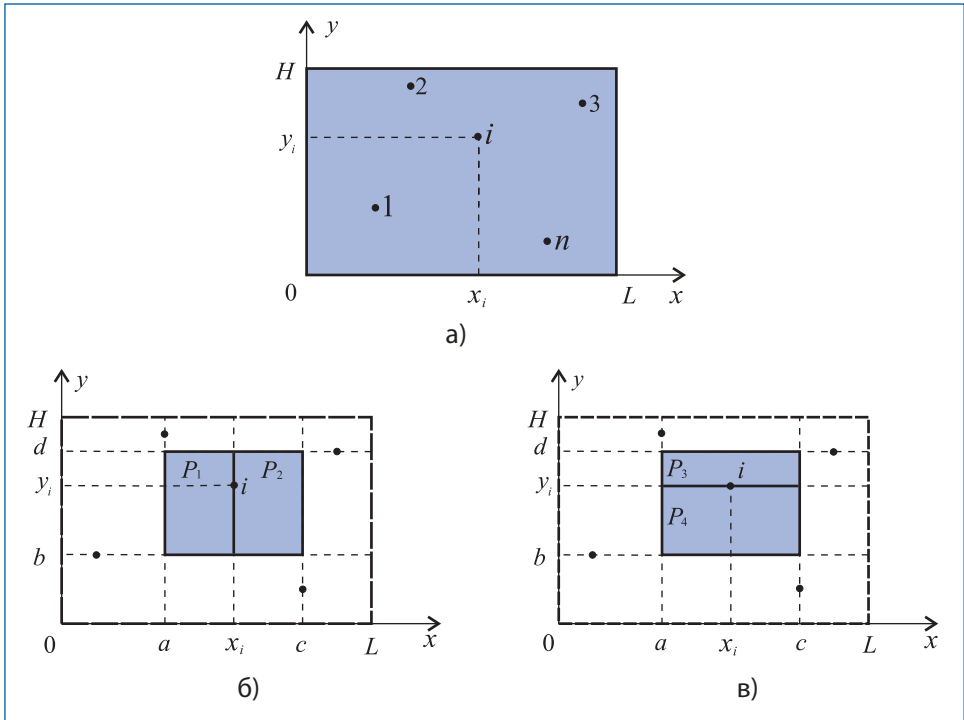 y
H
2
3
y_i
i
1
n
0
x_i
L
x
а)
y
H
d
P_1
P_2
y_i
i
b
0
a
x_i
c
L
x
б)
y
H
d
P_3
i
y_i
P_4
b
0
a
x_i
c
L
x
в)